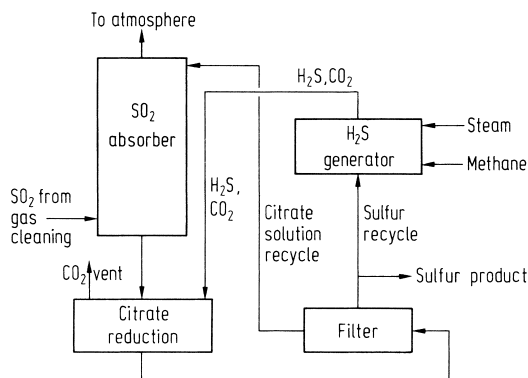 To atmosphere
SO₂
absorber
H₂S,CO₂
H₂S
generator
Steam
Methane
SO₂ from
gas
cleaning
H₂S,
CO₂
Citrate
solution
recycle
Sulfur
recycle
CO₂ vent
Sulfur product
Citrate
reduction
Filter